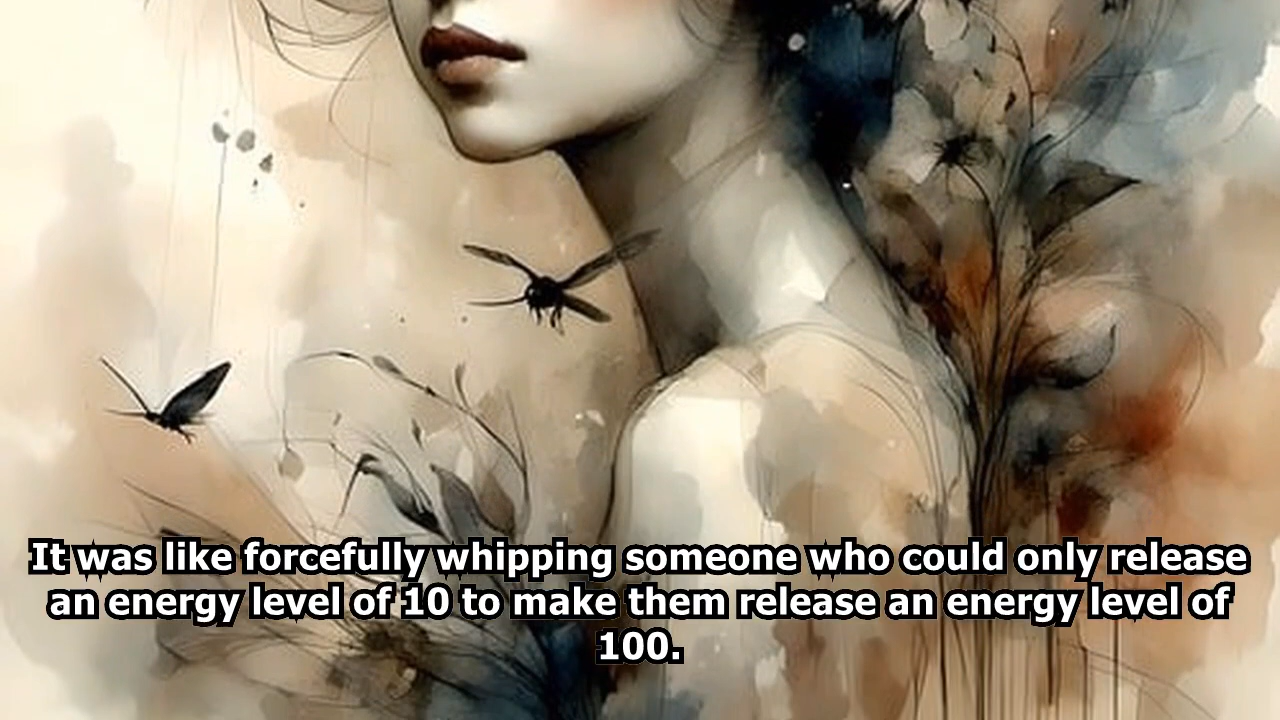 It was like forcefully whipping someone who could only release
an energy level of 10 to make them release an energy level of
100.